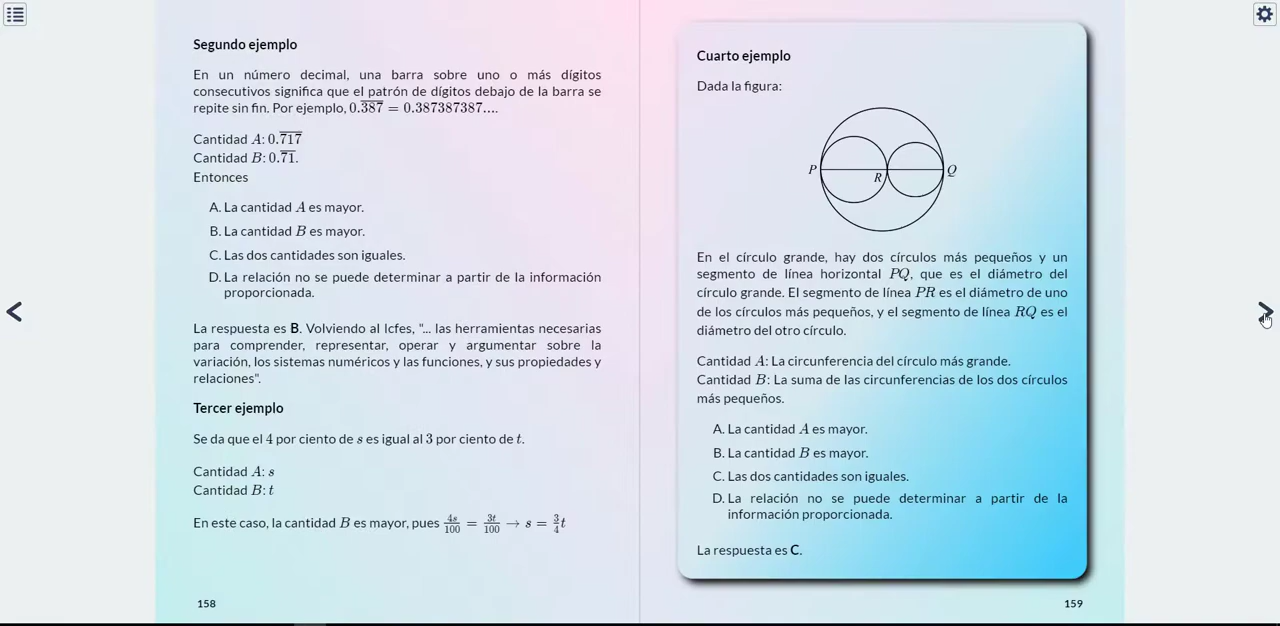 Segundo ejemplo
En un número decimal, una barra sobre uno o más dígitos
consecutivos significa que el patrón de dígitos debajo de la barra se
repite sin fin. Por ejemplo, 0.3̅8̅7̅ = 0.387387387....
Cantidad A: 0.7̅1̅7̅
Cantidad B: 0.7̅1̅.
Entonces
A. La cantidad A es mayor.
B. La cantidad B es mayor.
C. Las dos cantidades son iguales.
D. La relación no se puede determinar a partir de la información
proporcionada.
La respuesta es B. Volviendo al Icfes, "... las herramientas necesarias
para comprender, representar, operar y argumentar sobre la
variación, los sistemas numéricos y las funciones, y sus propiedades y
relaciones".
Tercer ejemplo
Se da que el 4 por ciento de s es igual al 3 por ciento de t.
Cantidad A: s
Cantidad B: t
En este caso, la cantidad B es mayor, pues 4s/100 = 3t/100 → s = 3/4 t
158
Cuarto ejemplo
Dada la figura:
P
R
Q
En el círculo grande, hay dos círculos más pequeños y un
segmento de línea horizontal PQ, que es el diámetro del
círculo grande. El segmento de línea PR es el diámetro de uno
de los círculos más pequeños, y el segmento de línea RQ es el
diámetro del otro círculo.
Cantidad A: La circunferencia del círculo más grande.
Cantidad B: La suma de las circunferencias de los dos círculos
más pequeños.
A. La cantidad A es mayor.
B. La cantidad B es mayor.
C. Las dos cantidades son iguales.
D. La relación no se puede determinar a partir de la
información proporcionada.
La respuesta es C.
159